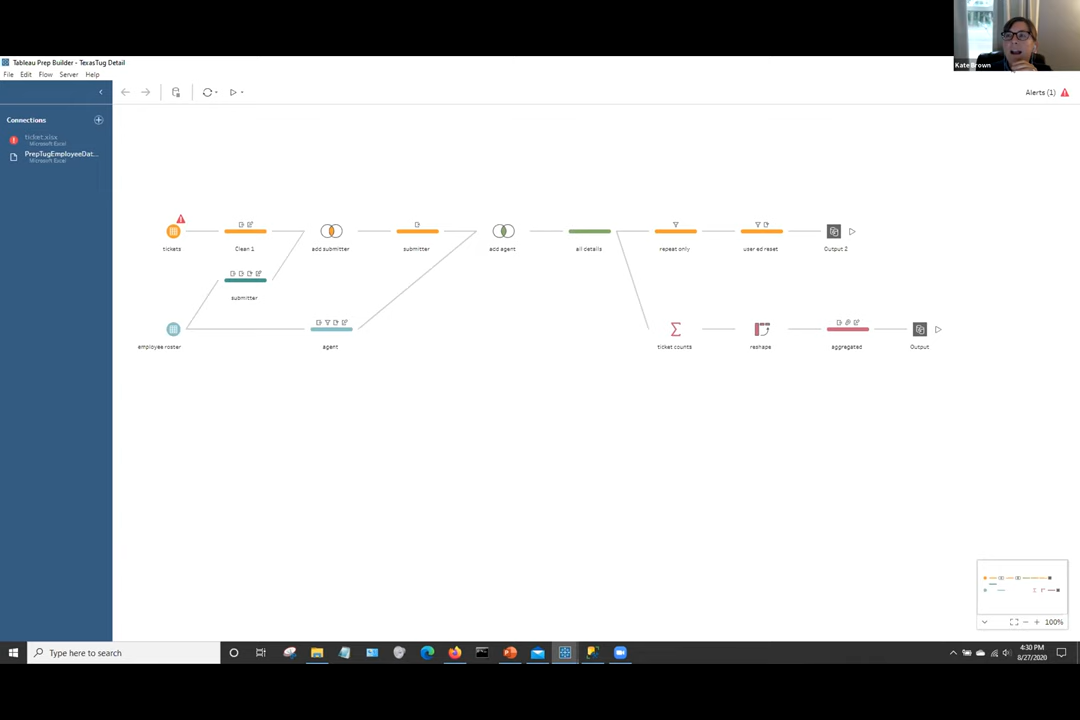 Kate Brown
Tableau Prep Builder - TexasTug Detail
File Edit Flow Server Help
Alerts (1)
Connections
ticket.xlsx
Microsoft Excel
PrepTugEmployeeDat...
Microsoft Excel
tickets
Clean 1
add submitter
submitter
add agent
all details
repeat only
user ed reset
Output 2
submitter
employee roster
agent
ticket counts
reshape
aggregated
Output
100%
Type here to search
4:30 PM
8/27/2020